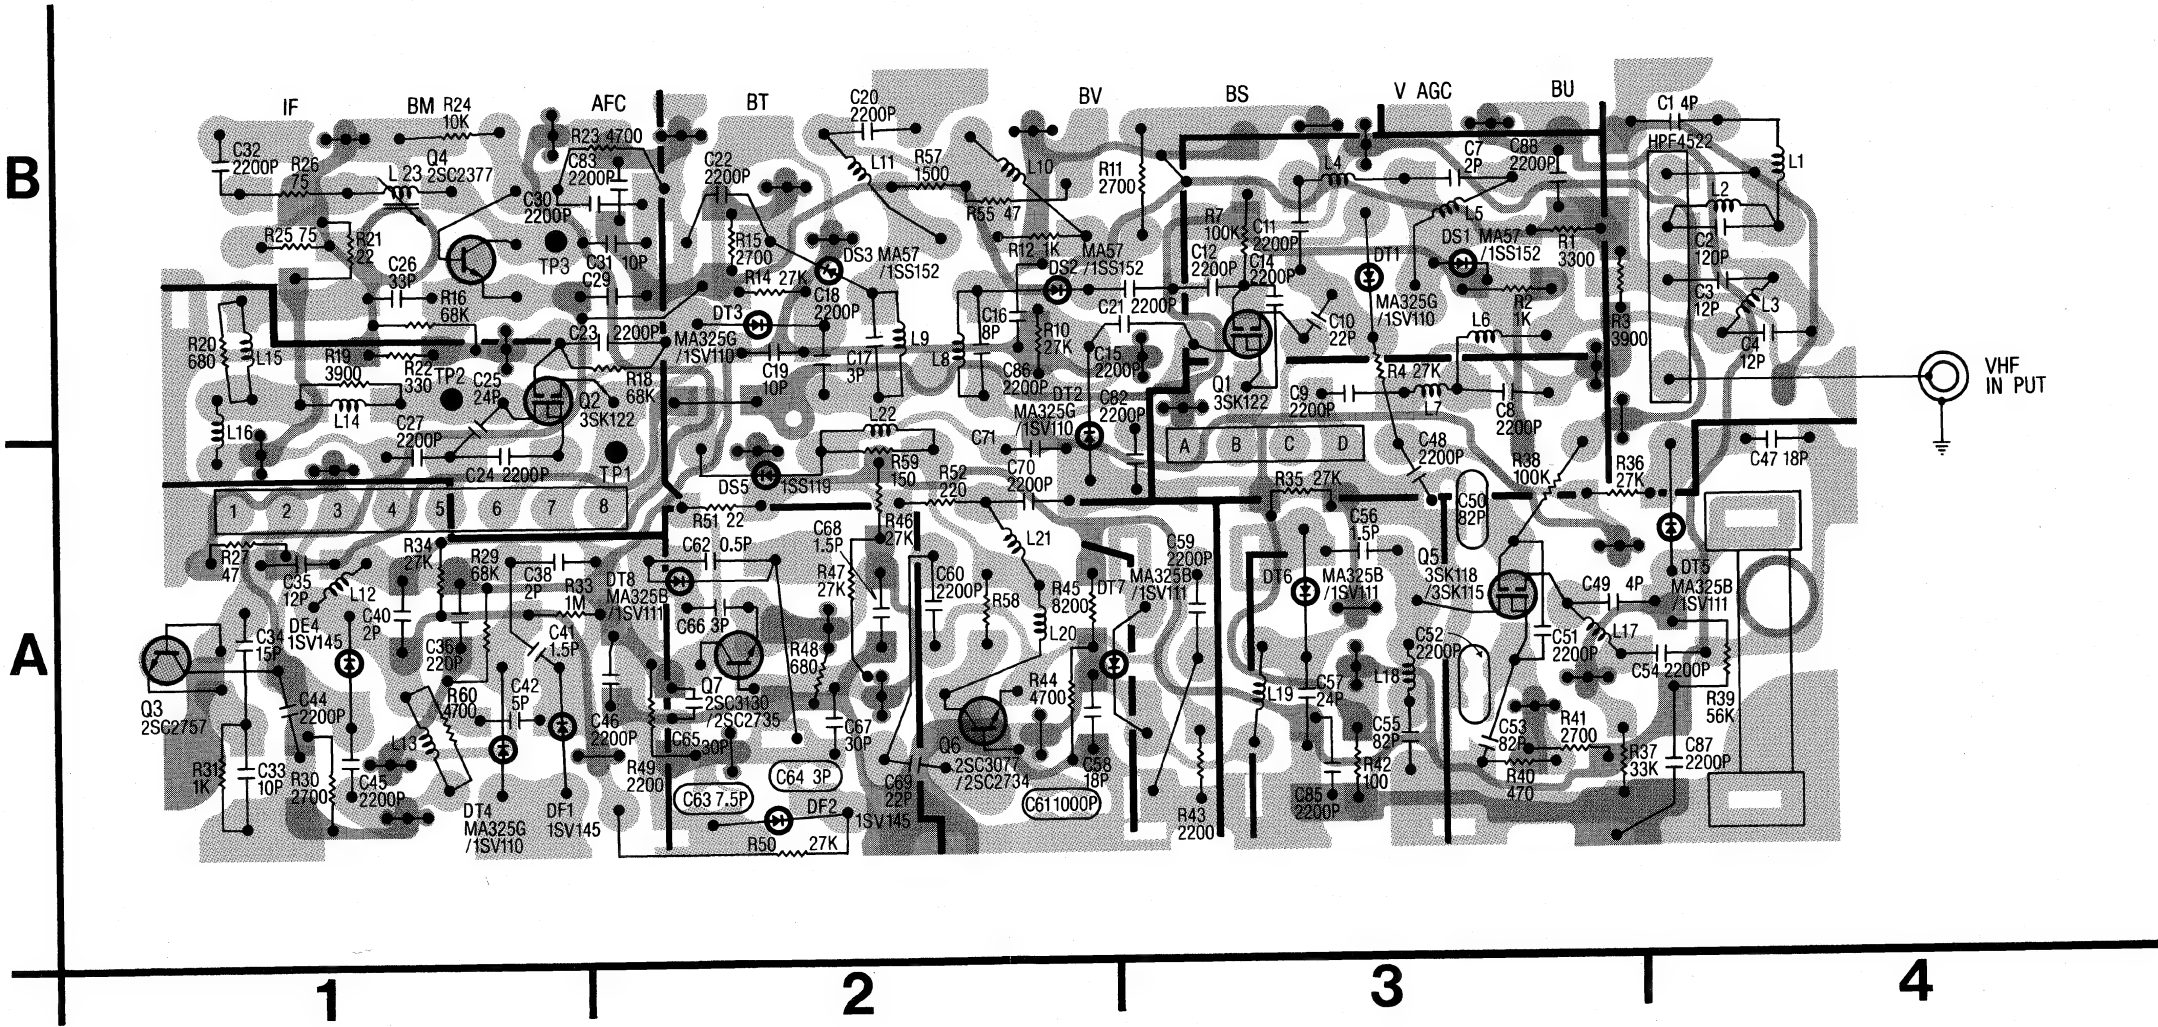 IF
BM
AFC
BT
BV
BS
V AGC
BU
B
A
1
2
3
4
R24
10K
C20
2200P
C1 4P
HPF4522
C32
2200P
R26
75
L 23
Q4
2SC2377
R23 4700
C83
2200P
C22
2200P
L11
R57
1500
L10
R11
2700
L4
C7
2P
C88
2200P
L1
L2
C30
2200P
R55 47
L5
R25 75
R21
22
TP3
C31
10P
R15
2700
DS3 MA57
/1SS152
R12 1K
MA57
/1SS152
DS2
R7
100K
C11
2200P
C12
2200P
C14
2200P
DT1
DS1 MA57
/1SS152
R1
3300
C2
120P
C26
33P
C29
R14 27K
C18
2200P
C21 2200P
MA325G
/1SV110
R2
1K
C3
12P
L3
R16
68K
DT3
C16
8P
C10
22P
L6
R3
3900
C4
12P
R20
680
L15
C23 2200P
MA325G
/1SV110
C17
3P
L9
L8
R10
27K
C15
2200P
R19
3900
R22
330
TP2
R18
68K
C19
10P
C86
2200P
Q1
3SK122
C9
2200P
R4 27K
L7
C8
2200P
VHF
IN PUT
L14
C25
24P
Q2
3SK122
DT2
MA325G
/1SV110
C82
2200P
L16
C27
2200P
L22
C71
A B C D
C48
2200P
C47 18P
C24 2200P
TP1
DS5 1SS119
R59
150
R52
220
C70
2200P
R35 27K
C50
82P
R38
100K
R36
27K
1 2 3 4 5 6 7 8
R51 22
C68
1.5P
R46
27K
L21
C59
2200P
C56
1.5P
R27
47
R34
27K
R29
68K
C62 0.5P
C35
12P
L12
C38
2P
R33
1M
DT8
MA325B
/1SV111
R47
27K
C60
2200P
R58
R45
8200
DT7
MA325B
/1SV111
DT6
MA325B
/1SV111
Q5
3SK118
/3SK115
C49 4P
DT5
MA325B
/1SV111
C34
15P
DE4
1SV145
C40
2P
C36
220P
C41
1.5P
C66 3P
R48
680
L20
C52
2200P
C51
2200P
L17
C54 2200P
Q3
2SC2757
C44
2200P
R60
4700
C42
5P
Q7
2SC3130
/2SC2735
R44
4700
L19
C57
24P
L18
R39
56K
L13
C46
2200P
C65
30P
C67
30P
Q6
2SC3077
/2SC2734
C58
18P
C55
82P
C53
82P
R41
2700
R31
1K
C33
10P
R30
2700
C45
2200P
R49
2200
C64 3P
C69
22P
R42
100
R40
470
R37
33K
C87
2200P
DT4
MA325G
/1SV110
DF1
1SV145
C63 7.5P
DF2
1SV145
C611000P
R43
2200
C85
2200P
R50 27K